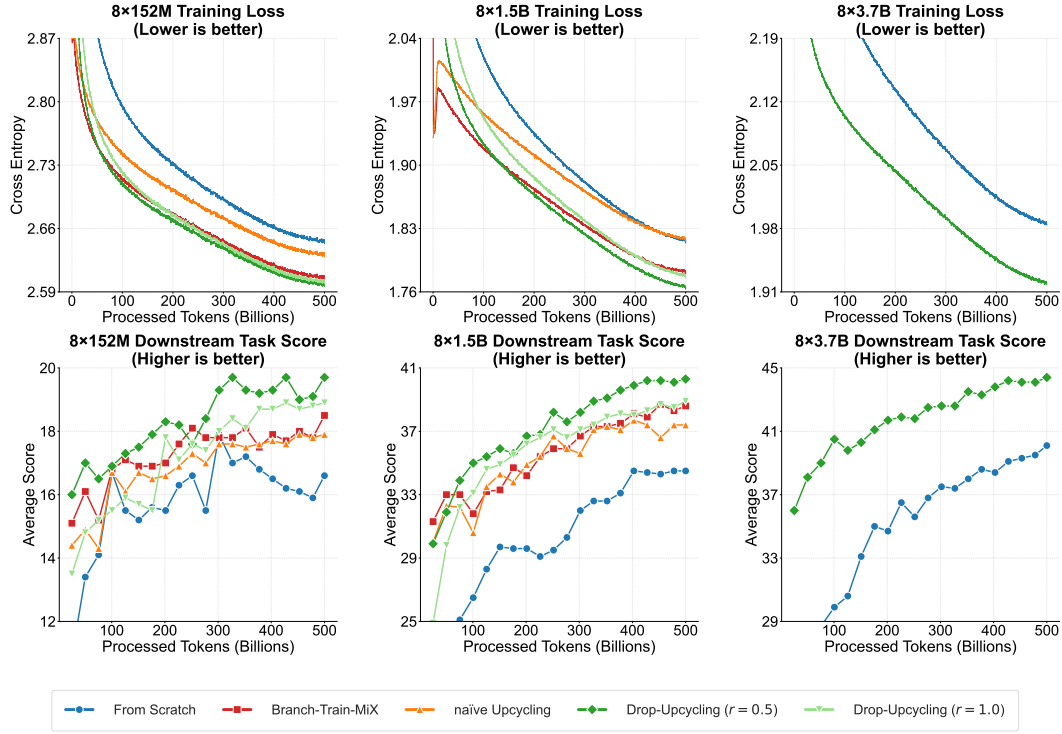 8×152M Training Loss
(Lower is better)
8×1.5B Training Loss
(Lower is better)
8×3.7B Training Loss
(Lower is better)
Cross Entropy
2.87
2.80
2.73
2.66
2.59
0 100 200 300 400 500
Processed Tokens (Billions)
Cross Entropy
2.04
1.97
1.90
1.83
1.76
0 100 200 300 400 500
Processed Tokens (Billions)
Cross Entropy
2.19
2.12
2.05
1.98
1.91
0 100 200 300 400 500
Processed Tokens (Billions)
8×152M Downstream Task Score
(Higher is better)
8×1.5B Downstream Task Score
(Higher is better)
8×3.7B Downstream Task Score
(Higher is better)
Average Score
20
18
16
14
12
100 200 300 400 500
Processed Tokens (Billions)
Average Score
41
37
33
29
25
100 200 300 400 500
Processed Tokens (Billions)
Average Score
45
41
37
33
29
100 200 300 400 500
Processed Tokens (Billions)
From Scratch Branch-Train-MiX naïve Upcycling Drop-Upcycling (r = 0.5) Drop-Upcycling (r = 1.0)